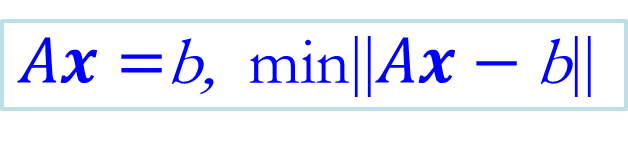 Ax = b, min||Ax − b||